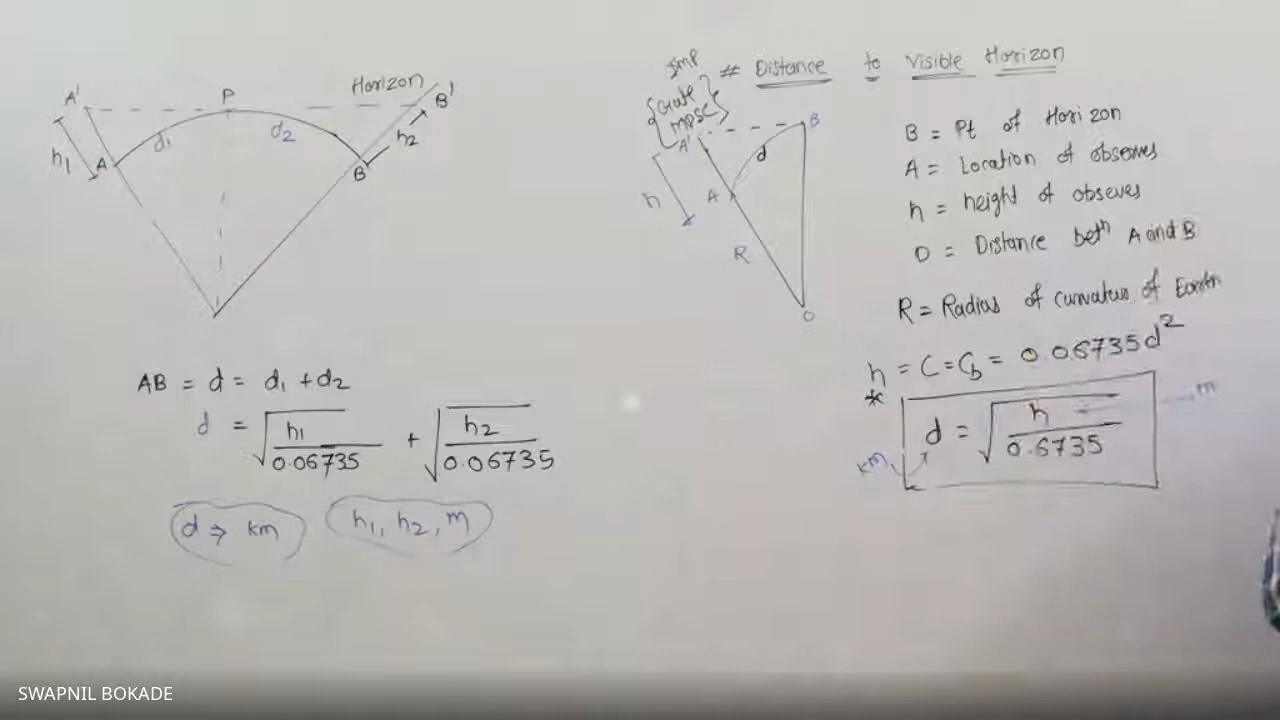 A'
P
Horizon
B'
h1
A
d1
d2
h2
B
AB = d = d1 + d2
d = √h1/0.06735 + √h2/0.06735
d ⇒ km
h1, h2, m
Imp
{Gate
MPSC}
# Distance to Visible Horizon
A'
B
d
h
A
R
O
B = Pt of Horizon
A = Location of observes
h = height of obseves
D = Distance betn A and B
R = Radius of curvature of Earth
h = C = Cb = 0.06735d²
*
d = √h/0.6735
m
km
SWAPNIL BOKADE